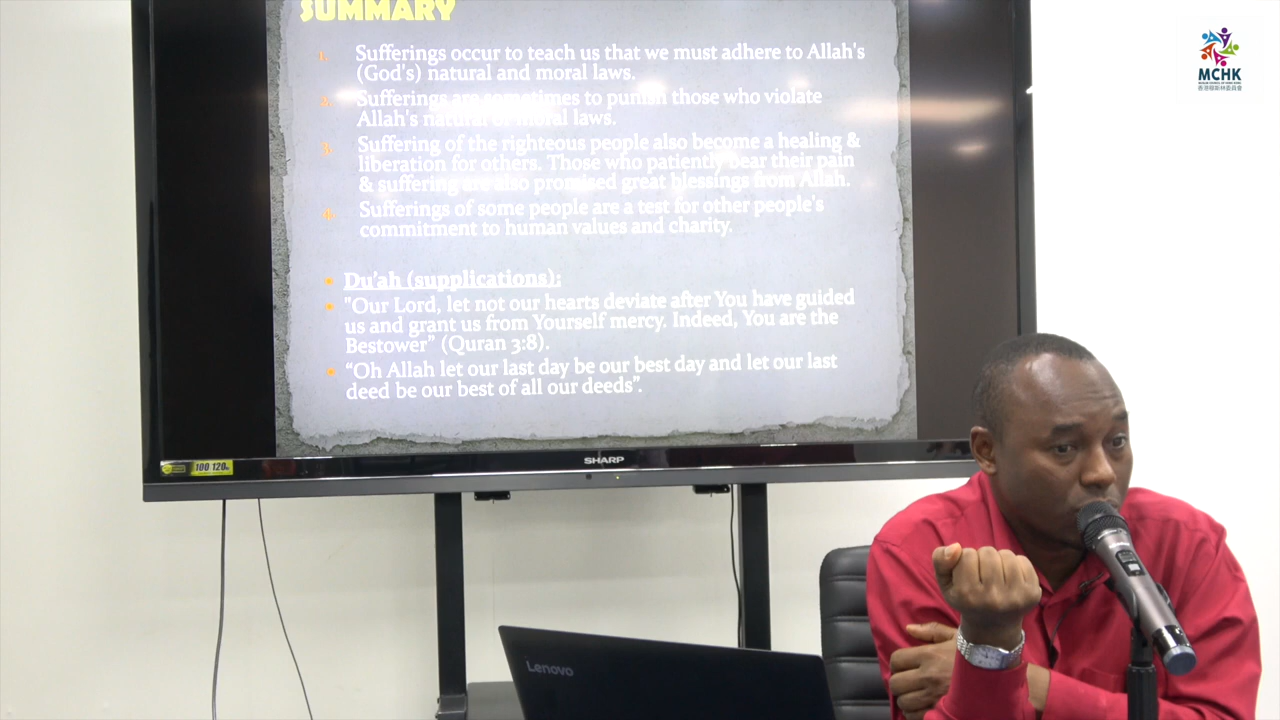 SUMMARY
1. Sufferings occur to teach us that we must adhere to Allah's
(God's) natural and moral laws.
2. Sufferings are sometimes to punish those who violate
Allah's natural or moral laws.
3. Suffering of the righteous people also become a healing &
liberation for others. Those who patiently bear their pain
& suffering are also promised great blessings from Allah.
4. Sufferings of some people are a test for other people's
commitment to human values and charity.
Du'ah (supplications):
"Our Lord, let not our hearts deviate after You have guided
us and grant us from Yourself mercy. Indeed, You are the
Bestower” (Quran 3:8).
“Oh Allah let our last day be our best day and let our last
deed be our best of all our deeds”.
SHARP
100 120
Lenovo
MCHK